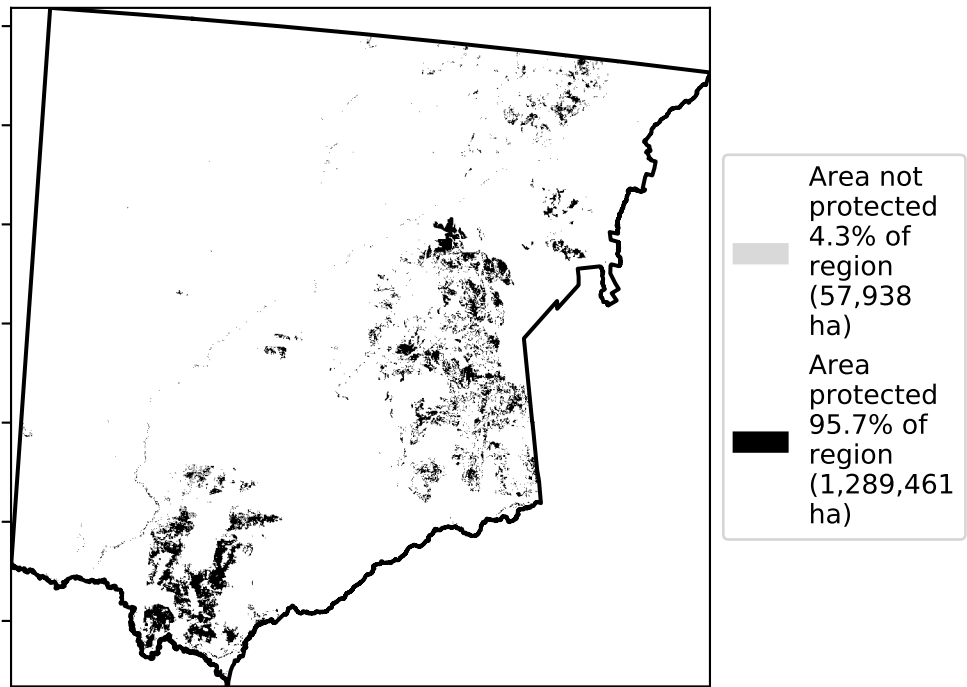 Area not
protected
4.3% of
region
(57,938
ha)
Area
protected
95.7% of
region
(1,289,461
ha)